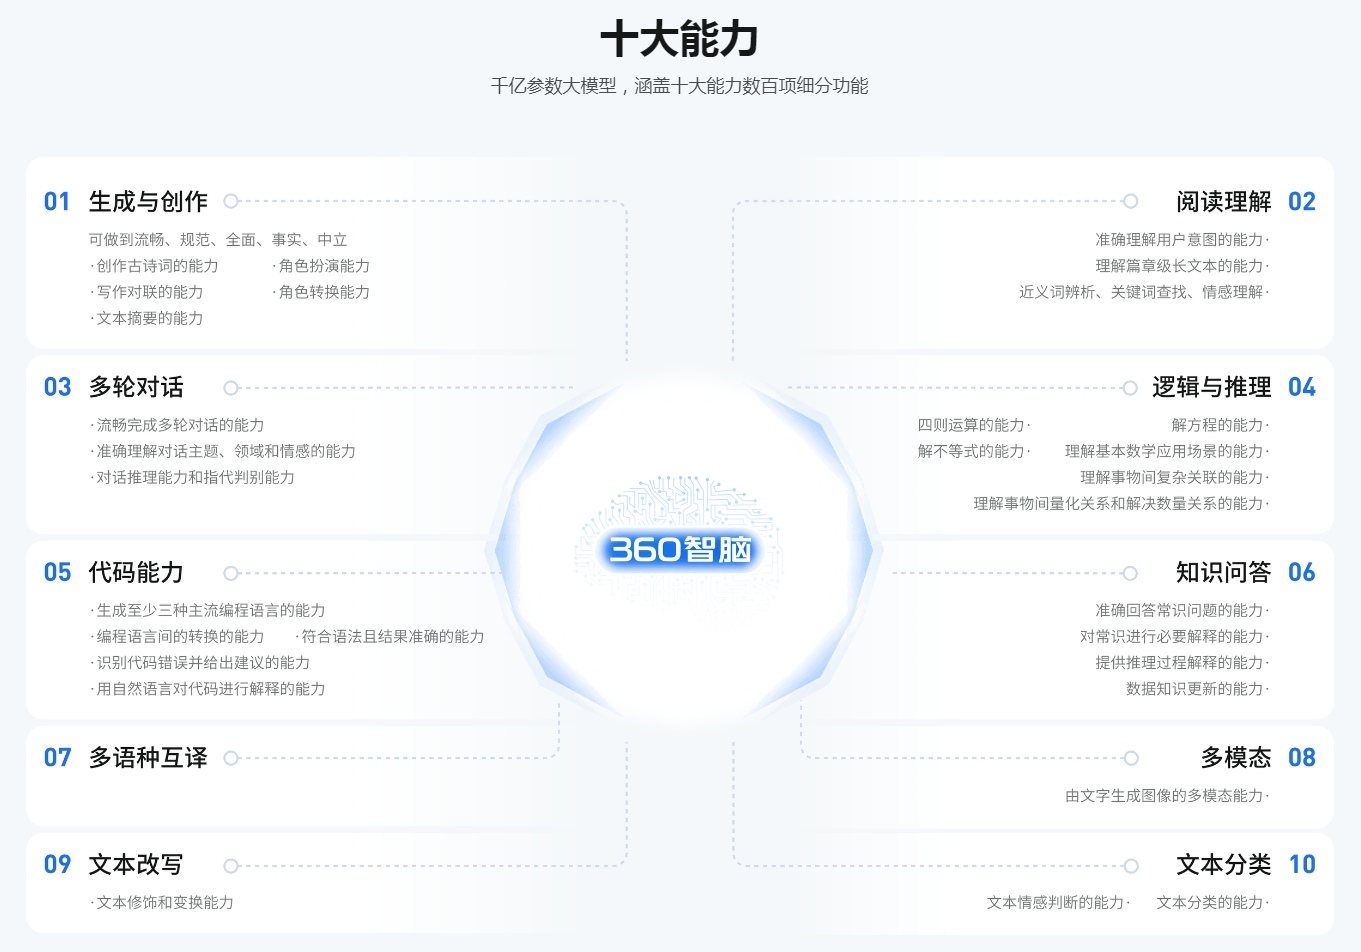 十大能力
千亿参数大模型，涵盖十大能力数百项细分功能
01 生成与创作
可做到流畅、规范、全面、事实、中立
·创作古诗词的能力 ·角色扮演能力
·写作对联的能力 ·角色转换能力
·文本摘要的能力
阅读理解 02
准确理解用户意图的能力·
理解篇章级长文本的能力·
近义词辨析、关键词查找、情感理解·
03 多轮对话
·流畅完成多轮对话的能力
·准确理解对话主题、领域和情感的能力
·对话推理能力和指代判别能力
逻辑与推理 04
四则运算的能力· 解方程的能力·
解不等式的能力· 理解基本数学应用场景的能力·
理解事物间复杂关联的能力·
理解事物间量化关系和解决数量关系的能力·
360智脑
05 代码能力
·生成至少三种主流编程语言的能力
·编程语言间的转换的能力 ·符合语法且结果准确的能力
·识别代码错误并给出建议的能力
·用自然语言对代码进行解释的能力
知识问答 06
准确回答常识问题的能力·
对常识进行必要解释的能力·
提供推理过程解释的能力·
数据知识更新的能力·
07 多语种互译
多模态 08
由文字生成图像的多模态能力·
09 文本改写
·文本修饰和变换能力
文本分类 10
文本情感判断的能力· 文本分类的能力·